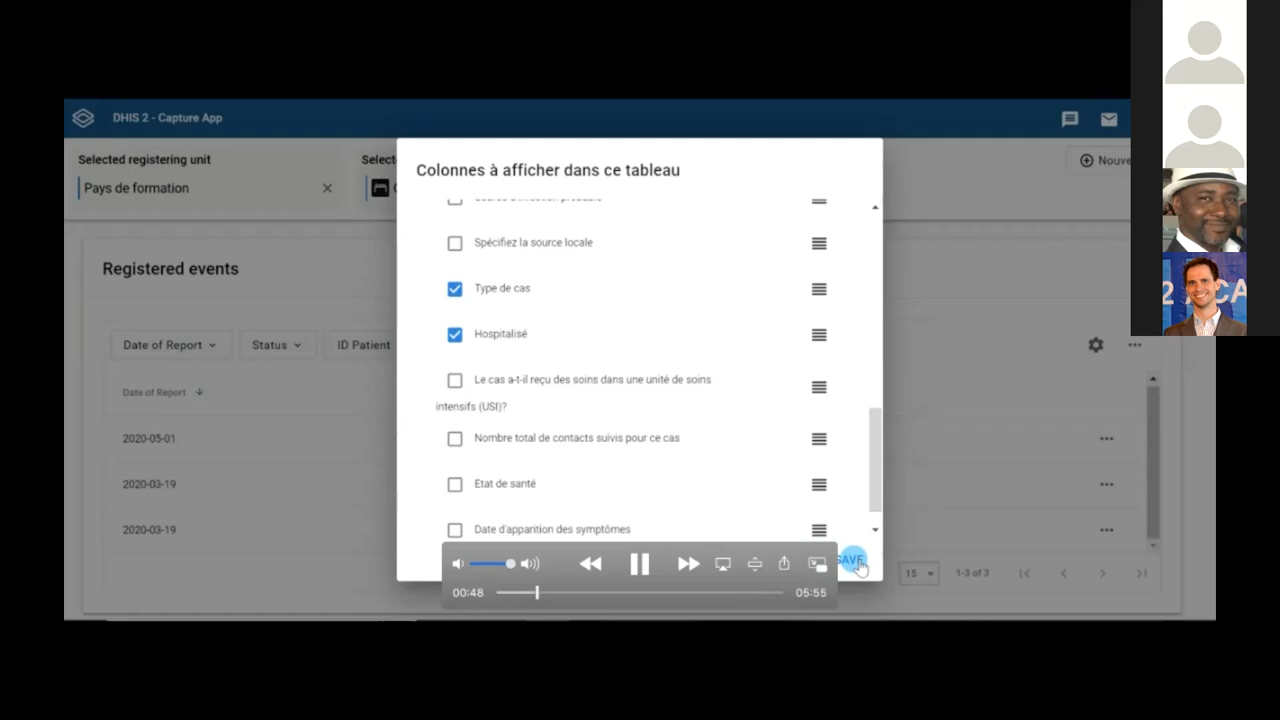 DHIS 2 - Capture App
Selected registering unit
Pays de formation
Nouve
Registered events
Date of Report
Status
ID Patient
Date of Report
2020-05-01
2020-03-19
2020-03-19
Colonnes à afficher dans ce tableau
Spécifiez la source locale
Type de cas
Hospitalisé
Le cas a-t-il reçu des soins dans une unité de soins
intensifs (USI)?
Nombre total de contacts suivis pour ce cas
Etat de santé
Date d'apparition des symptômes
SAVE
00:48
05:55
15
1-3 of 3
2 ACA